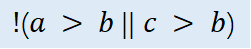 !(a > b || c > b)